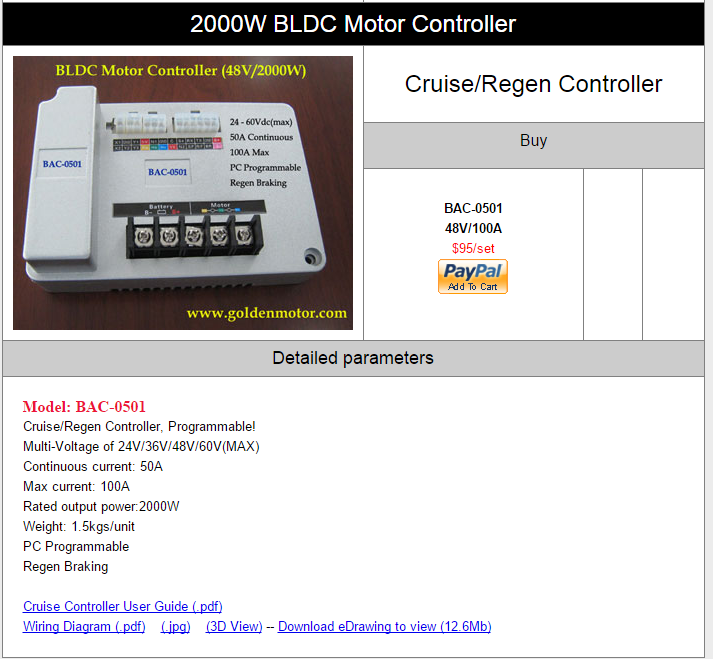 2000W BLDC Motor Controller
BLDC Motor Controller (48V/2000W)
24 - 60Vdc(max)
50A Continuous
100A Max
PC Programmable
Regen Braking
BAC-0501
BAC-0501
Battery
B- B+
Motor
www.goldenmotor.com
Cruise/Regen Controller
Buy
BAC-0501
48V/100A
$95/set
PayPal
Add To Cart
Detailed parameters
Model: BAC-0501
Cruise/Regen Controller, Programmable!
Multi-Voltage of 24V/36V/48V/60V(MAX)
Continuous current: 50A
Max current: 100A
Rated output power:2000W
Weight: 1.5kgs/unit
PC Programmable
Regen Braking
Cruise Controller User Guide (.pdf)
Wiring Diagram (.pdf) (.jpg) (3D View) -- Download eDrawing to view (12.6Mb)